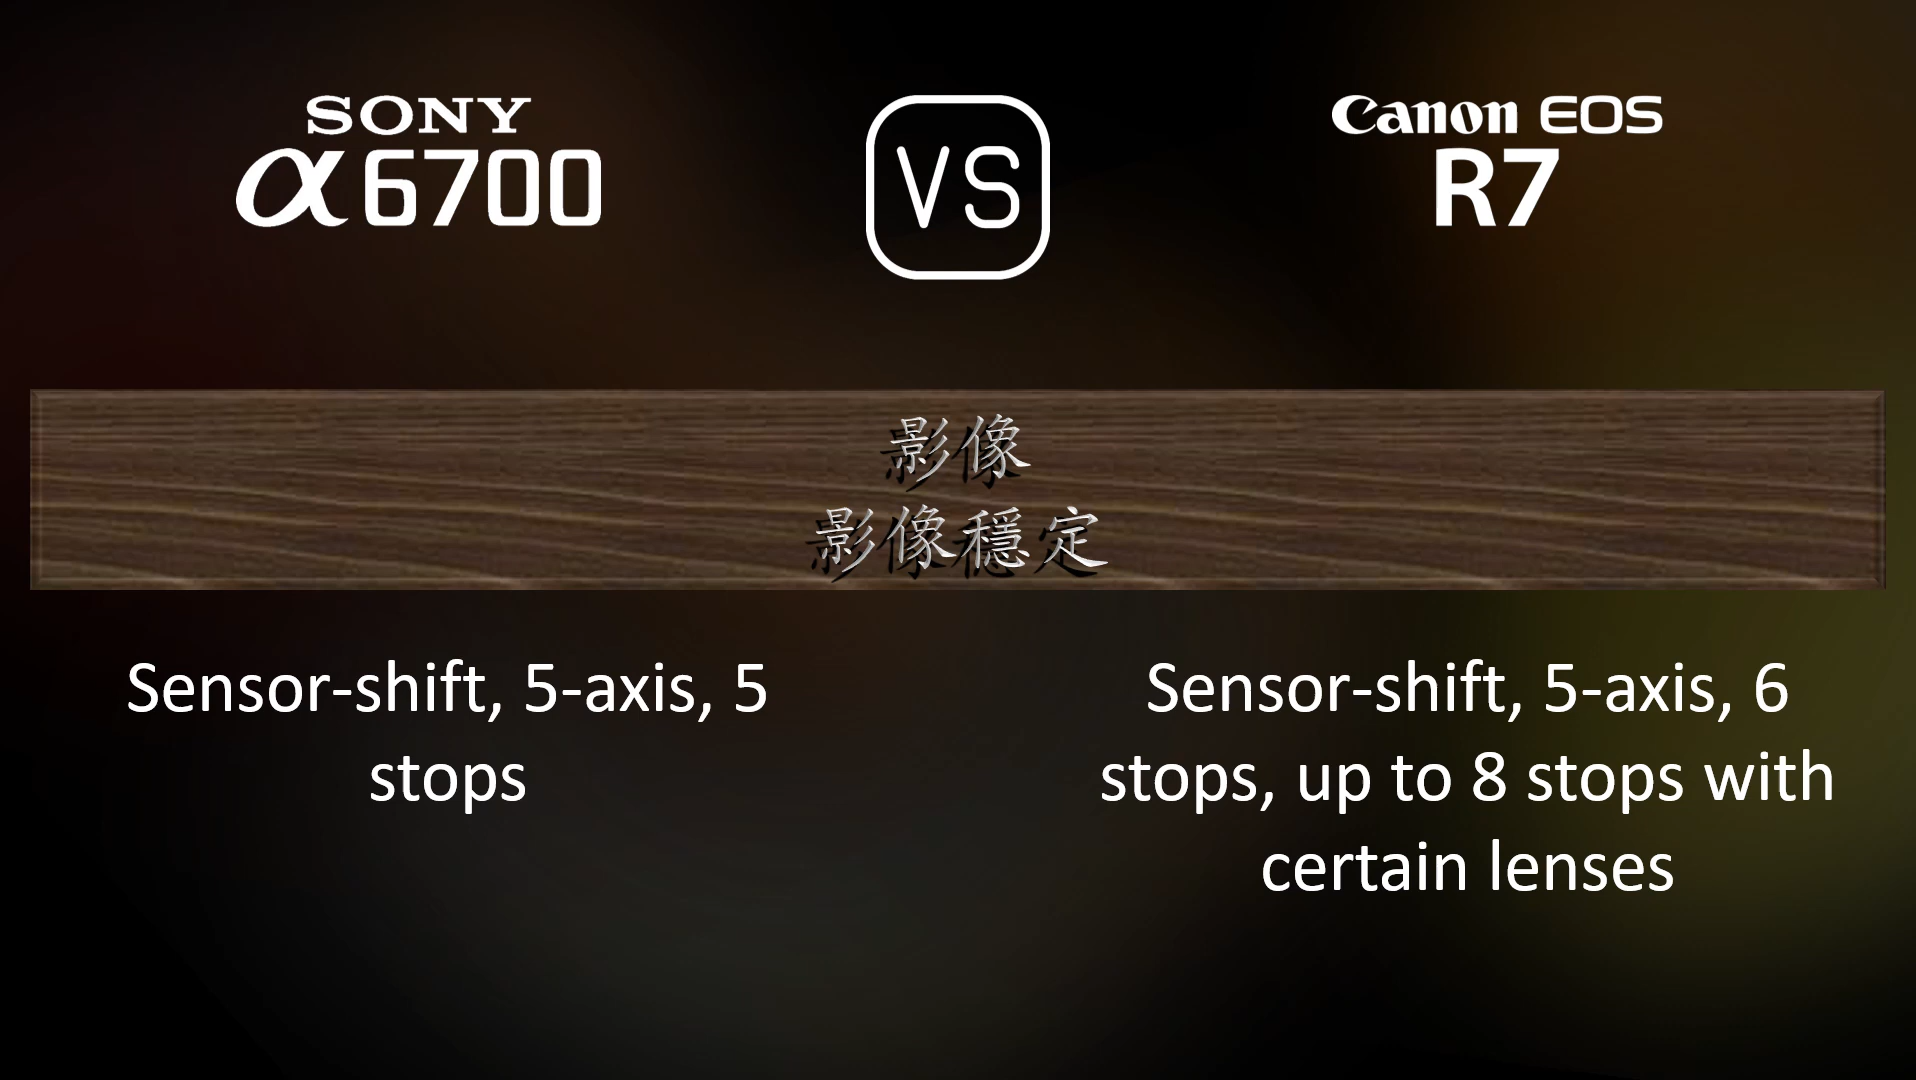 SONY
α6700
VS
Canon EOS
R7
影像
影像穩定
Sensor-shift, 5-axis, 5
stops
Sensor-shift, 5-axis, 6
stops, up to 8 stops with
certain lenses